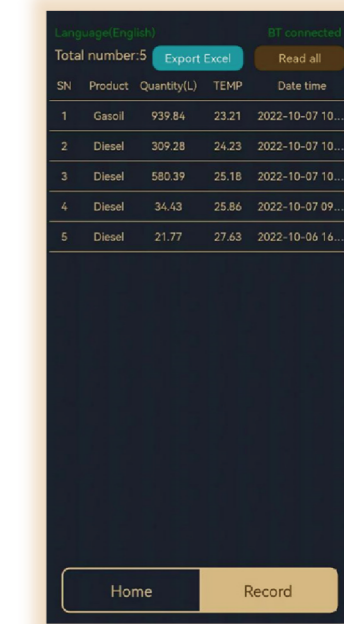 Language(English) BT connected
Total number:5 Export Excel Read all
SN Product Quantity(L) TEMP Date time
1 Gasoil 939.84 23.21 2022-10-07 10...
2 Diesel 309.28 24.23 2022-10-07 10...
3 Diesel 580.39 25.18 2022-10-07 10...
4 Diesel 34.43 25.86 2022-10-07 09...
5 Diesel 21.77 27.63 2022-10-06 16...
Home Record